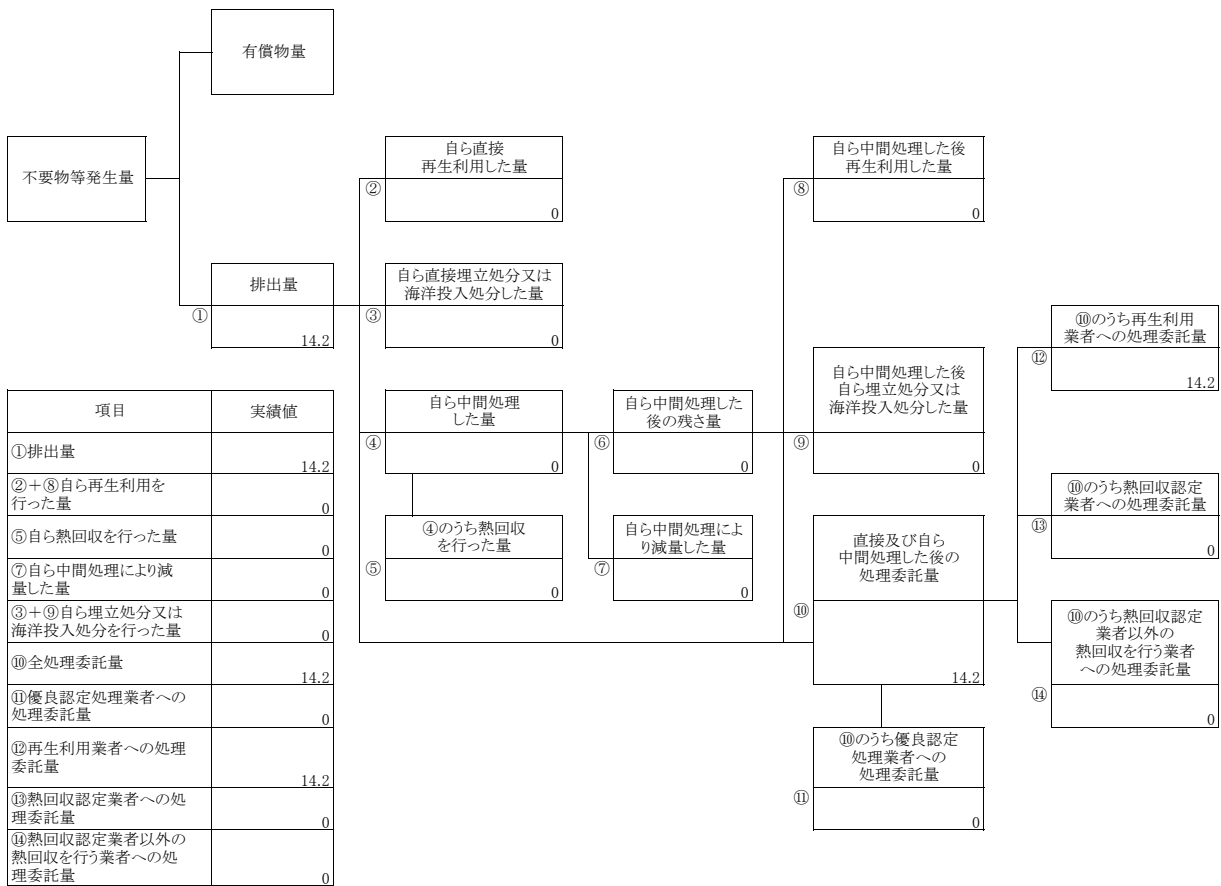 有償物量
不要物等発生量
自ら直接
再生利用した量
②
0
自ら中間処理した後
再生利用した量
⑧
0
排出量
①
14.2
自ら直接埋立処分又は
海洋投入処分した量
③
0
⑩のうち再生利用
業者への処理委託量
⑫
14.2
自ら中間処理
した量
④
0
自ら中間処理した
後の残さ量
⑥
0
自ら中間処理した後
自ら埋立処分又は
海洋投入処分した量
⑨
0
⑩のうち熱回収認定
業者への処理委託量
⑬
0
④のうち熱回収
を行った量
⑤
0
自ら中間処理によ
り減量した量
⑦
0
直接及び自ら
中間処理した後の
処理委託量
⑩
14.2
⑩のうち熱回収認定
業者以外の
熱回収を行う業者
への処理委託量
⑭
0
⑩のうち優良認定
処理業者への
処理委託量
⑪
0
項目
実績値
①排出量
14.2
②+⑧自ら再生利用を
行った量
0
⑤自ら熱回収を行った量
0
⑦自ら中間処理により減
量した量
0
③+⑨自ら埋立処分又は
海洋投入処分を行った量
0
⑩全処理委託量
14.2
⑪優良認定処理業者への
処理委託量
0
⑫再生利用業者への処理
委託量
14.2
⑬熱回収認定業者への処
理委託量
0
⑭熱回収認定業者以外の
熱回収を行う業者への処
理委託量
0